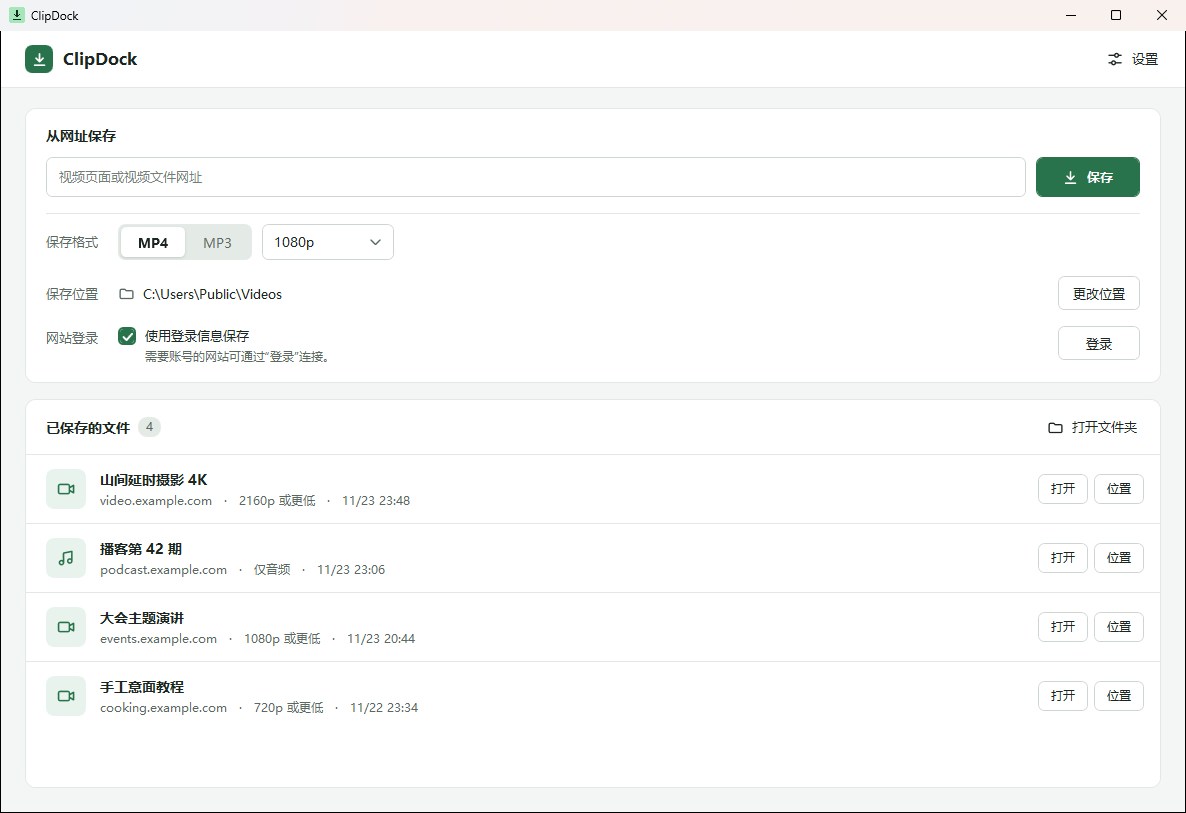 ClipDock
ClipDock
设置
从网址保存
视频页面或视频文件网址
保存
保存格式
MP4
MP3
1080p
保存位置
C:\Users\Public\Videos
更改位置
网站登录
使用登录信息保存
需要账号的网站可通过“登录”连接。
登录
已保存的文件 4
打开文件夹
山间延时摄影 4K
video.example.com · 2160p 或更低 · 11/23 23:48
打开
位置
播客第 42 期
podcast.example.com · 仅音频 · 11/23 23:06
打开
位置
大会主题演讲
events.example.com · 1080p 或更低 · 11/23 20:44
打开
位置
手工意面教程
cooking.example.com · 720p 或更低 · 11/22 23:34
打开
位置